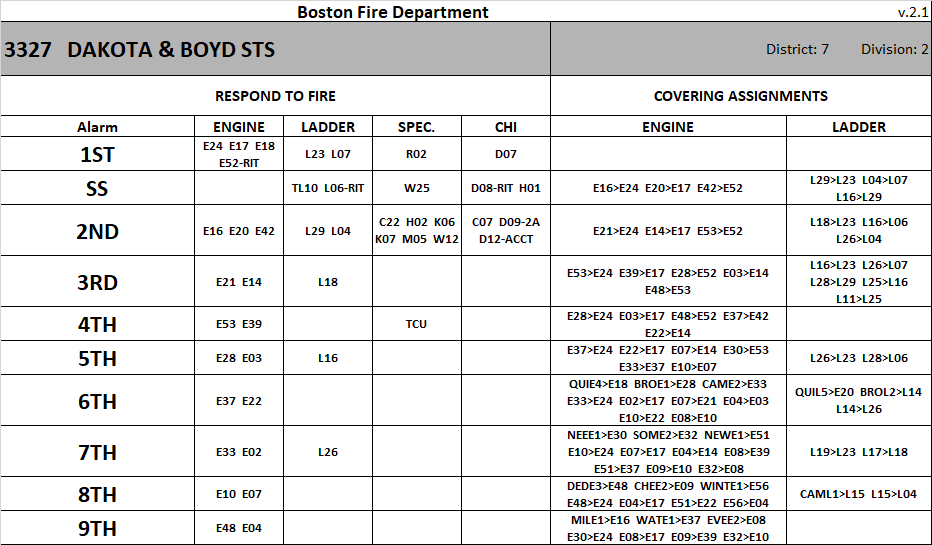 Boston Fire Department v.2.1
3327 DAKOTA & BOYD STS District: 7 Division: 2
RESPOND TO FIRE COVERING ASSIGNMENTS
Alarm ENGINE LADDER SPEC. CHI ENGINE LADDER
1ST
E24 E17 E18
E52-RIT
L23 L07
R02
D07
SS
TL10 L06-RIT
W25
D08-RIT H01
E16>E24 E20>E17 E42>E52
L29>L23 L04>L07
L16>L29
2ND
E16 E20 E42
L29 L04
C22 H02 K06
K07 M05 W12
C07 D09-2A
D12-ACCT
E21>E24 E14>E17 E53>E52
L18>L23 L16>L06
L26>L04
3RD
E21 E14
L18
E53>E24 E39>E17 E28>E52 E03>E14
E48>E53
L16>L23 L26>L07
L28>L29 L25>L16
L11>L25
4TH
E53 E39
TCU
E28>E24 E03>E17 E48>E52 E37>E42
E22>E14
5TH
E28 E03
L16
E37>E24 E22>E17 E07>E14 E30>E53
E33>E37 E10>E07
L26>L23 L28>L06
6TH
E37 E22
QUIE4>E18 BROE1>E28 CAME2>E33
E33>E24 E02>E17 E07>E21 E04>E03
E10>E22 E08>E10
QUIL5>E20 BROL2>L14
L14>L26
7TH
E33 E02
L26
NEEE1>E30 SOME2>E32 NEWE1>E51
E10>E24 E07>E17 E04>E14 E08>E39
E51>E37 E09>E10 E32>E08
L19>L23 L17>L18
8TH
E10 E07
DEDE3>E48 CHEE2>E09 WINTE1>E56
E48>E24 E04>E17 E51>E22 E56>E04
CAML1>L15 L15>L04
9TH
E48 E04
MILE1>E16 WATE1>E37 EVEE2>E08
E30>E24 E08>E17 E09>E39 E32>E10